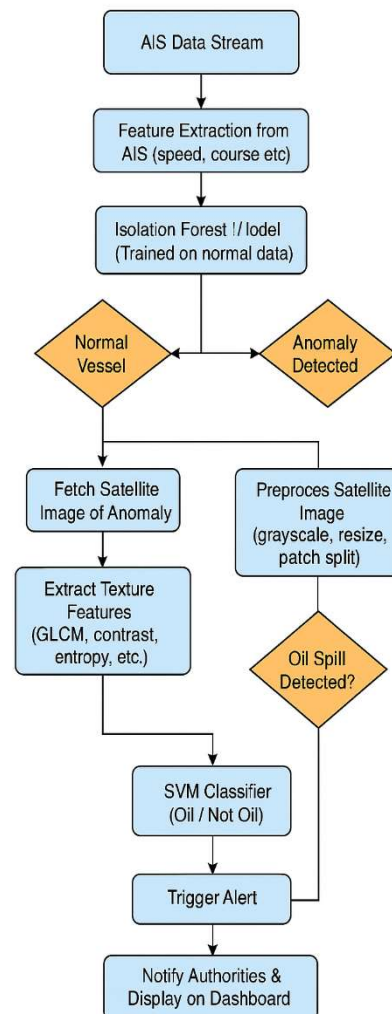 AIS Data Stream
Feature Extraction from
AIS (speed, course etc)
Isolation Forest l/ lodel
(Trained on normal data)
Normal
Vessel
Anomaly
Detected
Fetch Satellite
Image of Anomaly
Preproces Satellite
Image
(grayscale, resize,
patch split)
Extract Texture
Features
(GLCM, contrast,
entropy, etc.)
Oil Spill
Detected?
SVM Classifier
(Oil / Not Oil)
Trigger Alert
Notify Authorities &
Display on Dashboard